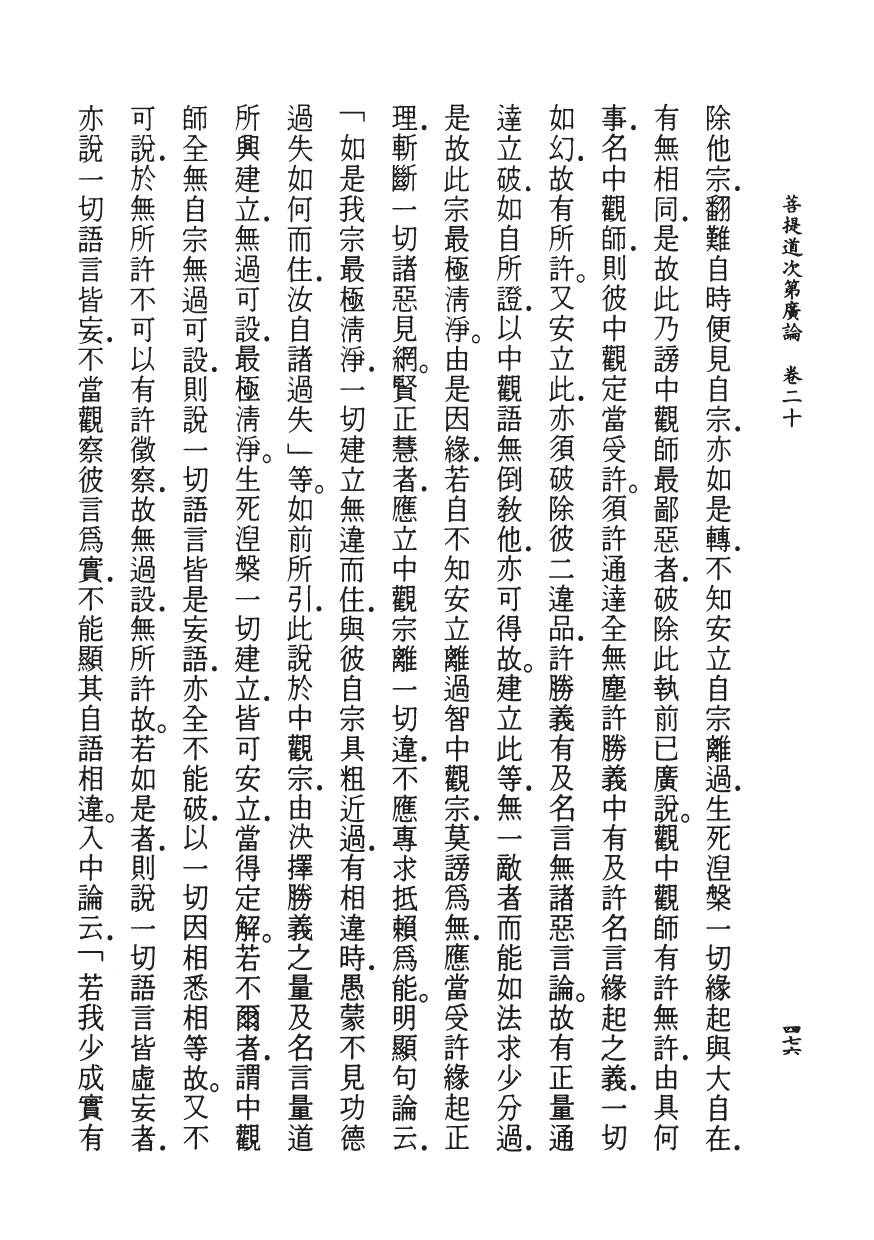 菩提道次第廣論　卷二十
四七六
除他宗．翻難自時便見自宗．亦如是轉．不知安立自宗離過．生死涅槃一切緣起與大自在．
有無相同．是故此乃謗中觀師最鄙惡者．破除此執前已廣說。觀中觀師有許無許．由具何
事．名中觀師．則彼中觀定當受許。須許通達全無塵許勝義中有及許名言緣起之義．一切
如幻．故有所許。又安立此．亦須破除彼二違品．許勝義有及名言無諸惡言論。故有正量通
達立破．如自所證．以中觀語無倒教他．亦可得故。建立此等．無一敵者而能如法求少分過．
是故此宗最極淸淨。由是因緣．若自不知安立離過智中觀宗．莫謗爲無．應當受許緣起正
理．斬斷一切諸惡見網。賢正慧者．應立中觀宗離一切違．不應專求抵賴爲能。明顯句論云．
「如是我宗最極淸淨．一切建立無違而住．與彼自宗具粗近過．有相違時．愚蒙不見功德
過失如何而住．汝自諸過失」等。如前所引．此說於中觀宗．由決擇勝義之量及名言量道
所興建立．無過可設．最極淸淨。生死涅槃一切建立．皆可安立．當得定解。若不爾者．謂中觀
師全無自宗無過可設．則說一切語言皆是妄語．亦全不能破．以一切因相悉相等故。又不
可說．於無所許不可以有許徵察．故無過設．無所許故。若如是者．則說一切語言皆虛妄者．
亦說一切語言皆妄．不當觀察彼言爲實．不能顯其自語相違。入中論云．「若我少成實有